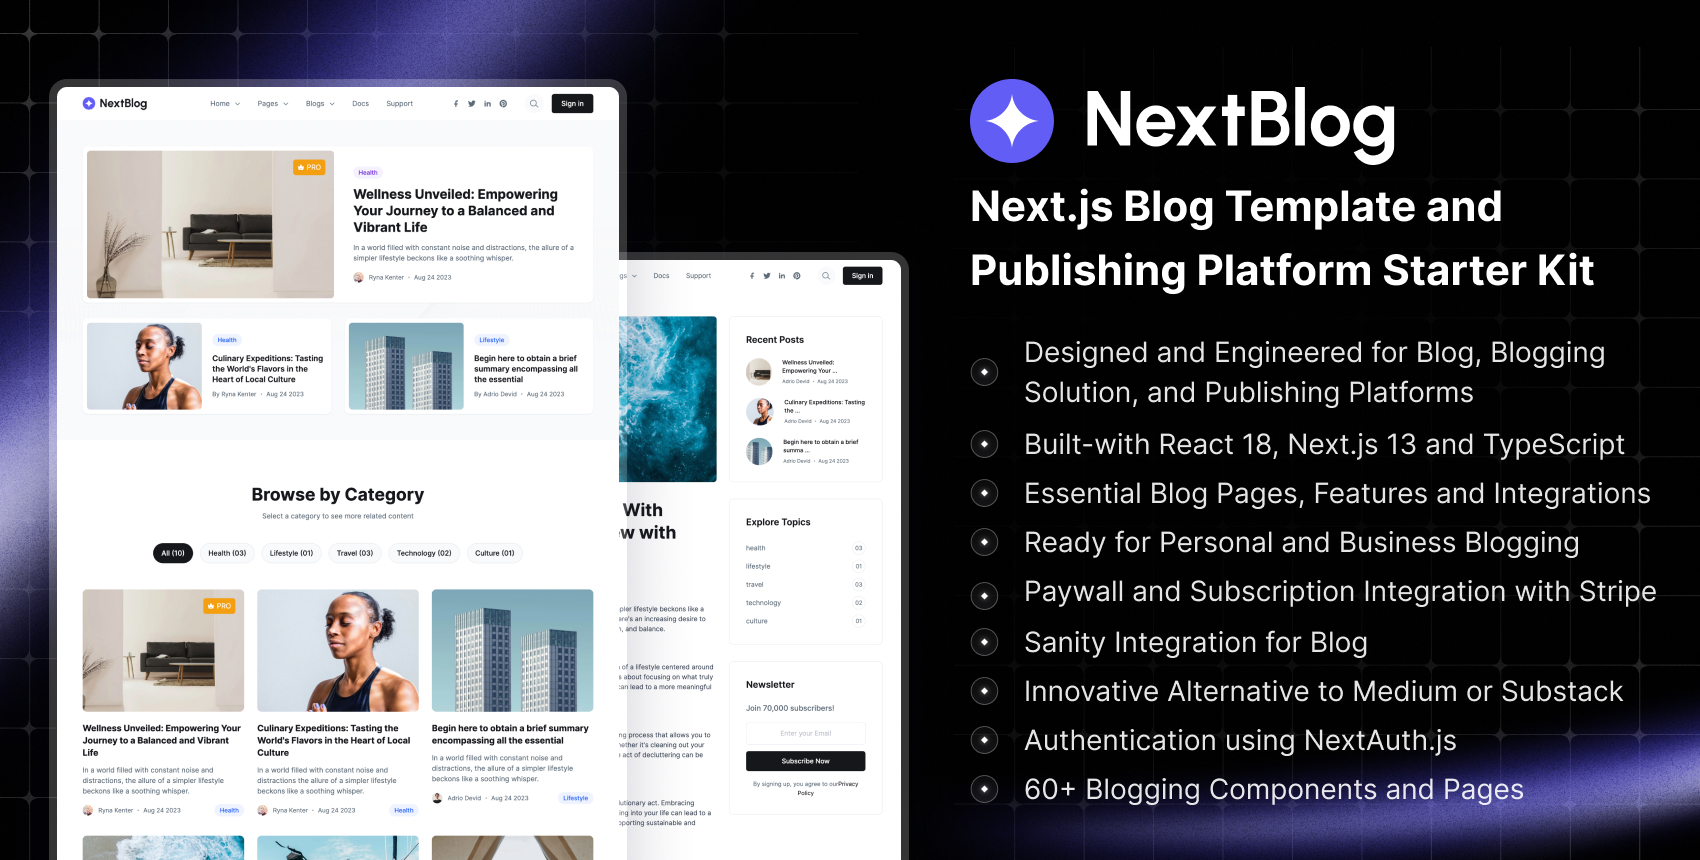 NextBlog
Home
Pages
Blogs
Docs
Support
Sign in
PRO
Health
Wellness Unveiled: Empowering
Your Journey to a Balanced and
Vibrant Life
In a world filled with constant noise and distractions, the allure of a
simpler lifestyle beckons like a soothing whisper.
Ryna Kenter • Aug 24 2023
Health
Culinary Expeditions: Tasting
the World's Flavors in the
Heart of Local Culture
By Ryna Kenter • Aug 24 2023
Lifestyle
Begin here to obtain a brief
summary encompassing all
the essential
By Adrio Devid • Aug 24 2023
Browse by Category
Select a category to see more related content
All (10)
Health (03)
Lifestyle (01)
Travel (03)
Technology (02)
Culture (01)
PRO
Wellness Unveiled: Empowering Your
Journey to a Balanced and Vibrant
Life
In a world filled with constant noise and
distractions, the allure of a simpler lifestyle
beckons like a soothing whisper.
Ryna Kenter • Aug 24 2023
Health
Culinary Expeditions: Tasting the
World's Flavors in the Heart of Local
Culture
In a world filled with constant noise and
distractions the allure of a simpler lifestyle
beckons like a soothing whisper.
Ryna Kenter • Aug 24 2023
Health
Begin here to obtain a brief summary
encompassing all the essential
In a world filled with constant noise and
distractions, the allure of a simpler lifestyle
beckons like a soothing whisper.
Adrio Devid • Aug 24 2023
Lifestyle
gs
Docs
Support
Sign in
With
w with
pler lifestyle beckons like a
ere's an increasing desire to
, and balance.
of a lifestyle centered around
about focusing on what truly
can lead to a more meaningful
ng process that allows you to
ether it's cleaning out your
act of decluttering can be
lutionary act. Embracing
ing into your life can lead to a
pporting sustainable and
Recent Posts
Wellness Unveiled:
Empowering Your ...
Adrio Devid • Aug 24 2023
Culinary Expeditions: Tasting
the ...
Adrio Devid • Aug 24 2023
Begin here to obtain a brief
summa ...
Adrio Devid • Aug 24 2023
Explore Topics
health 03
lifestyle 01
travel 03
technology 02
culture 01
Newsletter
Join 70,000 subscribers!
Enter your Email
Subscribe Now
By signing up, you agree to ourPrivacy
Policy
NextBlog
Next.js Blog Template and
Publishing Platform Starter Kit
Designed and Engineered for Blog, Blogging
Solution, and Publishing Platforms
Built-with React 18, Next.js 13 and TypeScript
Essential Blog Pages, Features and Integrations
Ready for Personal and Business Blogging
Paywall and Subscription Integration with Stripe
Sanity Integration for Blog
Innovative Alternative to Medium or Substack
Authentication using NextAuth.js
60+ Blogging Components and Pages